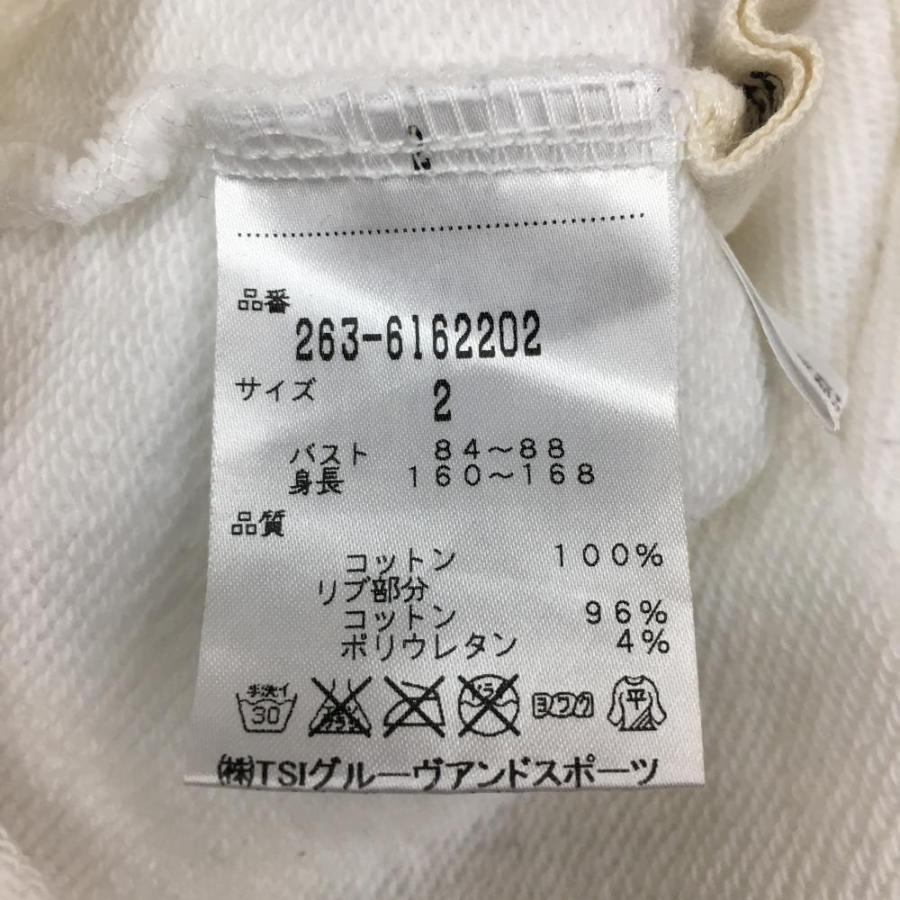 2
品番
263-6162202
サイズ 2
バスト 84～88
身長 160～168
品質
コットン 100%
リブ部分
コットン 96%
ポリウレタン 4%
手洗イ
30
ヨワク
平
㈱TSIグルーヴアンドスポーツ